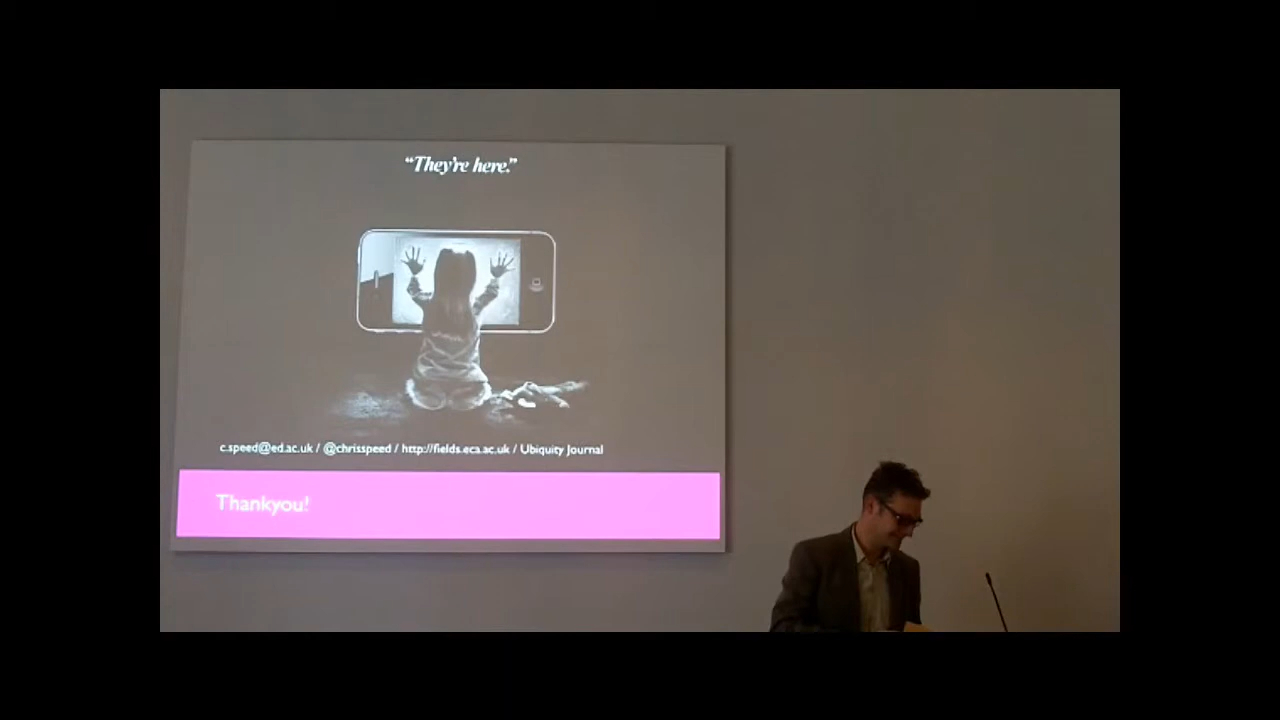 “They’re here.”
c.speed@ed.ac.uk / @chrisspeed / http://fields.eca.ac.uk / Ubiquity Journal
Thankyou!